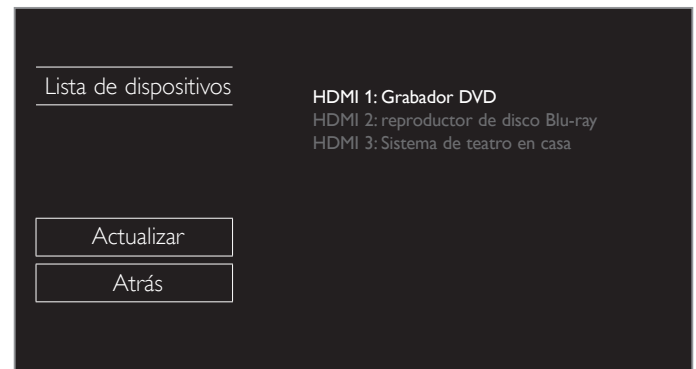 Lista de dispositivos
HDMI 1: Grabador DVD
HDMI 2: reproductor de disco Blu-ray
HDMI 3: Sistema de teatro en casa
Actualizar
Atrás